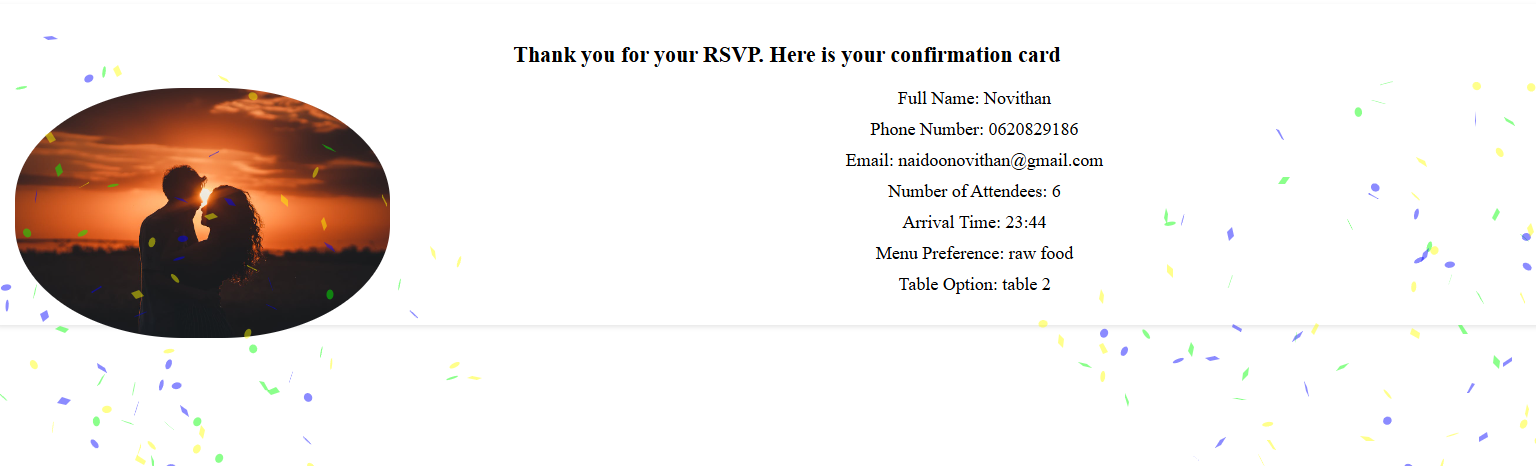 Thank you for your RSVP. Here is your confirmation card
Full Name: Novithan
Phone Number: 0620829186
Email: naidoonovithan@gmail.com
Number of Attendees: 6
Arrival Time: 23:44
Menu Preference: raw food
Table Option: table 2